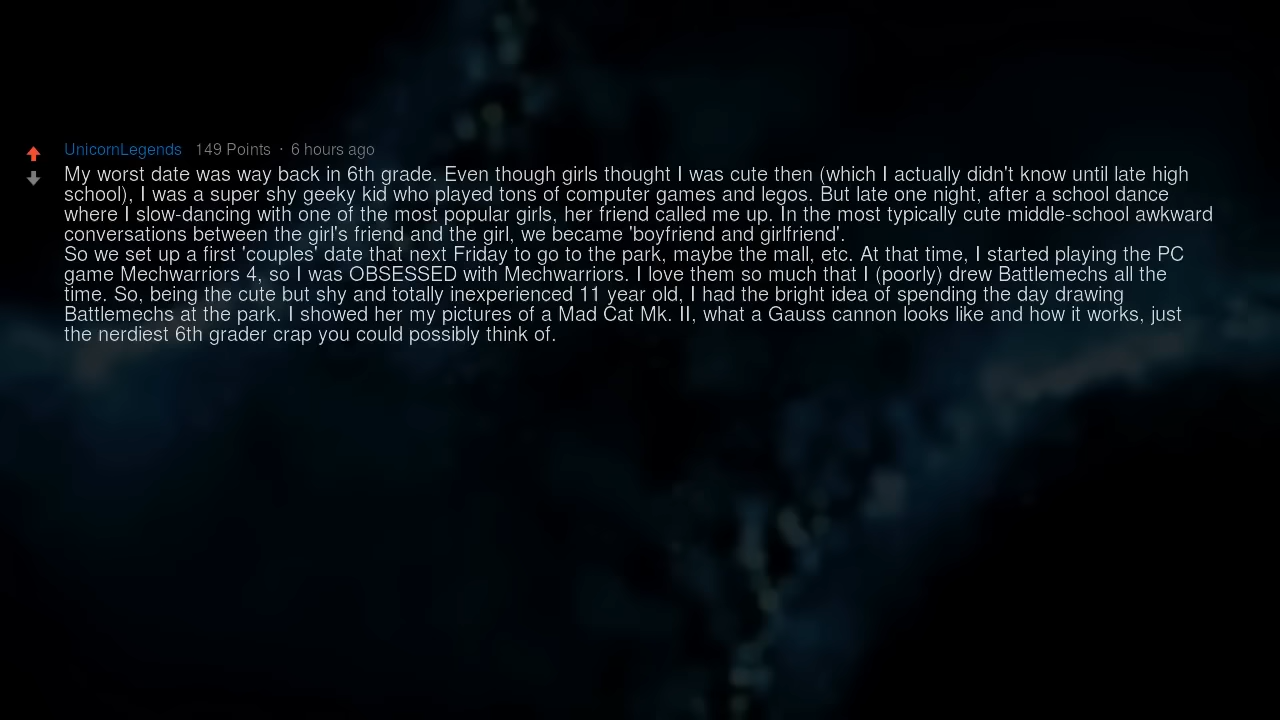 UnicornLegends 149 Points · 6 hours ago
My worst date was way back in 6th grade. Even though girls thought I was cute then (which I actually didn't know until late high
school), I was a super shy geeky kid who played tons of computer games and legos. But late one night, after a school dance
where I slow-dancing with one of the most popular girls, her friend called me up. In the most typically cute middle-school awkward
conversations between the girl's friend and the girl, we became 'boyfriend and girlfriend'.
So we set up a first 'couples' date that next Friday to go to the park, maybe the mall, etc. At that time, I started playing the PC
game Mechwarriors 4, so I was OBSESSED with Mechwarriors. I love them so much that I (poorly) drew Battlemechs all the
time. So, being the cute but shy and totally inexperienced 11 year old, I had the bright idea of spending the day drawing
Battlemechs at the park. I showed her my pictures of a Mad Cat Mk. II, what a Gauss cannon looks like and how it works, just
the nerdiest 6th grader crap you could possibly think of.